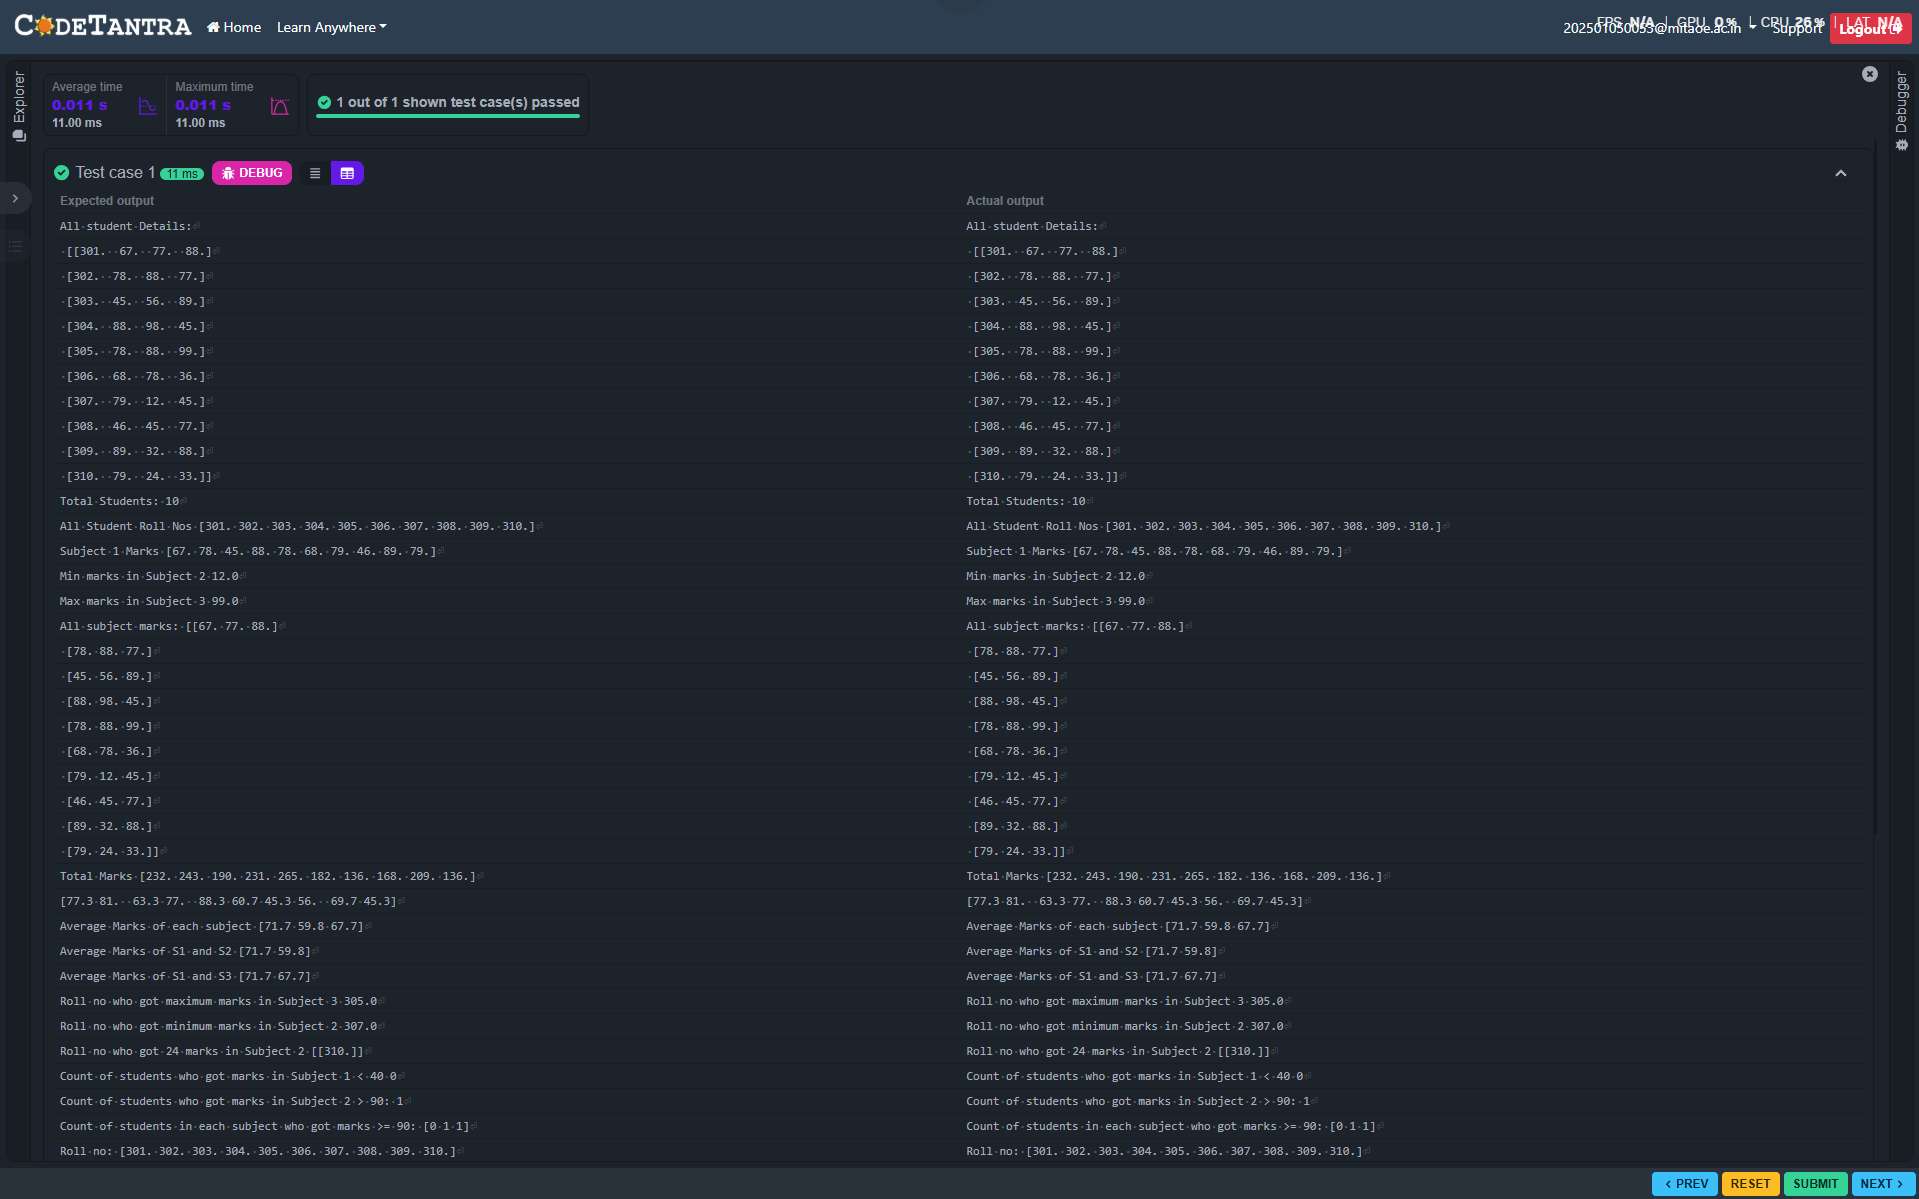 CODETANTRA Home Learn Anywhere 202501050053@mitaoe.ac.in Support Logout
FPS N/A | GPU 0% | CPU 26% | LAT N/A
Explorer
Debugger
Average time
0.011 s
11.00 ms
Maximum time
0.011 s
11.00 ms
1 out of 1 shown test case(s) passed
Test case 1 11 ms DEBUG
Expected output
All·student·Details:⏎
·[[301.··67.··77.··88.]⏎
·[302.··78.··88.··77.]⏎
·[303.··45.··56.··89.]⏎
·[304.··88.··98.··45.]⏎
·[305.··78.··88.··99.]⏎
·[306.··68.··78.··36.]⏎
·[307.··79.··12.··45.]⏎
·[308.··46.··45.··77.]⏎
·[309.··89.··32.··88.]⏎
·[310.··79.··24.··33.]]⏎
Total·Students:·10⏎
All·Student·Roll·Nos·[301.·302.·303.·304.·305.·306.·307.·308.·309.·310.]⏎
Subject·1·Marks·[67.·78.·45.·88.·78.·68.·79.·46.·89.·79.]⏎
Min·marks·in·Subject·2·12.0⏎
Max·marks·in·Subject·3·99.0⏎
All·subject·marks:·[[67.·77.·88.]⏎
·[78.·88.·77.]⏎
·[45.·56.·89.]⏎
·[88.·98.·45.]⏎
·[78.·88.·99.]⏎
·[68.·78.·36.]⏎
·[79.·12.·45.]⏎
·[46.·45.·77.]⏎
·[89.·32.·88.]⏎
·[79.·24.·33.]]⏎
Total·Marks·[232.·243.·190.·231.·265.·182.·136.·168.·209.·136.]⏎
[77.3·81.··63.3·77.··88.3·60.7·45.3·56.··69.7·45.3]⏎
Average·Marks·of·each·subject·[71.7·59.8·67.7]⏎
Average·Marks·of·S1·and·S2·[71.7·59.8]⏎
Average·Marks·of·S1·and·S3·[71.7·67.7]⏎
Roll·no·who·got·maximum·marks·in·Subject·3·305.0⏎
Roll·no·who·got·minimum·marks·in·Subject·2·307.0⏎
Roll·no·who·got·24·marks·in·Subject·2·[[310.]]⏎
Count·of·students·who·got·marks·in·Subject·1·<·40·0⏎
Count·of·students·who·got·marks·in·Subject·2·>·90:·1⏎
Count·of·students·in·each·subject·who·got·marks·>=·90:·[0·1·1]⏎
Roll·no:·[301.·302.·303.·304.·305.·306.·307.·308.·309.·310.]⏎
Actual output
All·student·Details:⏎
·[[301.··67.··77.··88.]⏎
·[302.··78.··88.··77.]⏎
·[303.··45.··56.··89.]⏎
·[304.··88.··98.··45.]⏎
·[305.··78.··88.··99.]⏎
·[306.··68.··78.··36.]⏎
·[307.··79.··12.··45.]⏎
·[308.··46.··45.··77.]⏎
·[309.··89.··32.··88.]⏎
·[310.··79.··24.··33.]]⏎
Total·Students:·10⏎
All·Student·Roll·Nos·[301.·302.·303.·304.·305.·306.·307.·308.·309.·310.]⏎
Subject·1·Marks·[67.·78.·45.·88.·78.·68.·79.·46.·89.·79.]⏎
Min·marks·in·Subject·2·12.0⏎
Max·marks·in·Subject·3·99.0⏎
All·subject·marks:·[[67.·77.·88.]⏎
·[78.·88.·77.]⏎
·[45.·56.·89.]⏎
·[88.·98.·45.]⏎
·[78.·88.·99.]⏎
·[68.·78.·36.]⏎
·[79.·12.·45.]⏎
·[46.·45.·77.]⏎
·[89.·32.·88.]⏎
·[79.·24.·33.]]⏎
Total·Marks·[232.·243.·190.·231.·265.·182.·136.·168.·209.·136.]⏎
[77.3·81.··63.3·77.··88.3·60.7·45.3·56.··69.7·45.3]⏎
Average·Marks·of·each·subject·[71.7·59.8·67.7]⏎
Average·Marks·of·S1·and·S2·[71.7·59.8]⏎
Average·Marks·of·S1·and·S3·[71.7·67.7]⏎
Roll·no·who·got·maximum·marks·in·Subject·3·305.0⏎
Roll·no·who·got·minimum·marks·in·Subject·2·307.0⏎
Roll·no·who·got·24·marks·in·Subject·2·[[310.]]⏎
Count·of·students·who·got·marks·in·Subject·1·<·40·0⏎
Count·of·students·who·got·marks·in·Subject·2·>·90:·1⏎
Count·of·students·in·each·subject·who·got·marks·>=·90:·[0·1·1]⏎
Roll·no:·[301.·302.·303.·304.·305.·306.·307.·308.·309.·310.]⏎
PREV RESET SUBMIT NEXT